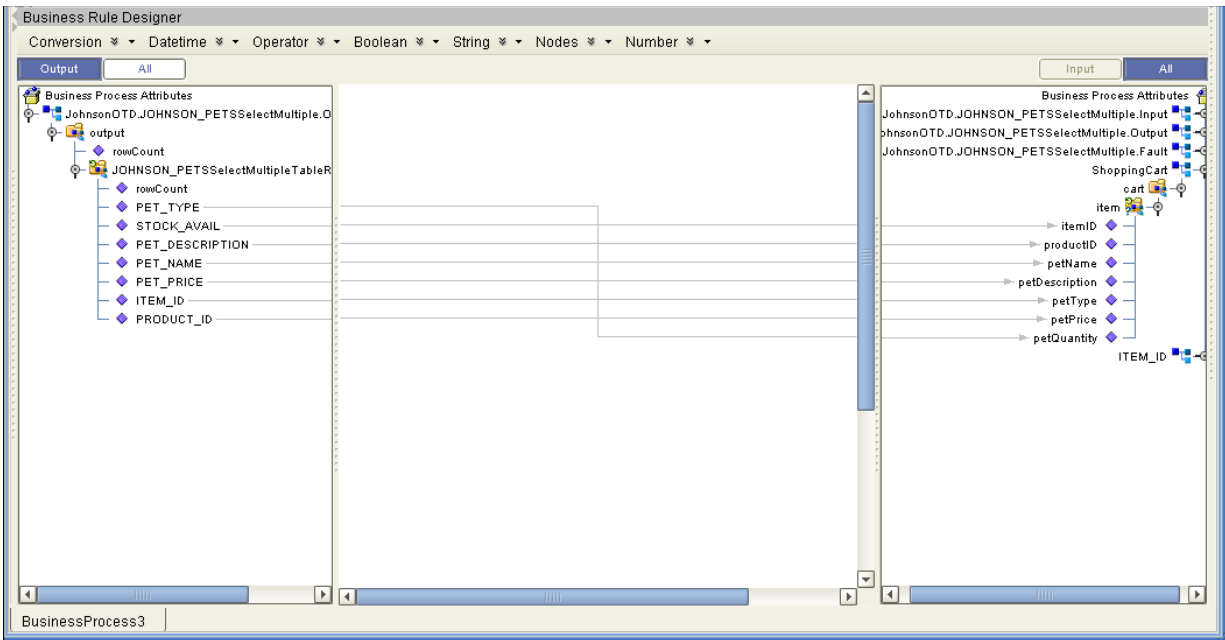 Business Rule Designer
Conversion Datetime Operator Boolean String Nodes Number
Output All Input All
Business Process Attributes
JohnsonOTD.JOHNSON_PETSSelectMultiple.O
output
rowCount
JOHNSON_PETSSelectMultipleTableR
rowCount
PET_TYPE
STOCK_AVAIL
PET_DESCRIPTION
PET_NAME
PET_PRICE
ITEM_ID
PRODUCT_ID
Business Process Attributes
JohnsonOTD.JOHNSON_PETSSelectMultiple.Input
ohnsonOTD.JOHNSON_PETSSelectMultiple.Output
JohnsonOTD.JOHNSON_PETSSelectMultiple.Fault
ShoppingCart
cart
item
itemID
productID
petName
petDescription
petType
petPrice
petQuantity
ITEM_ID
BusinessProcess3